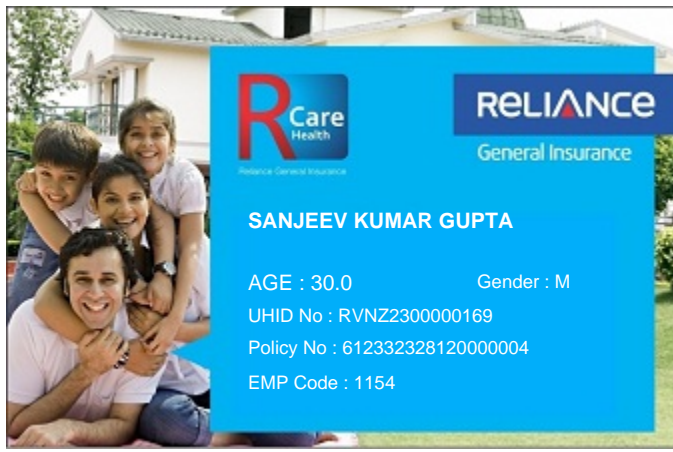 R Care
Health
Reliance General Insurance
RELIANCE
General Insurance
SANJEEV KUMAR GUPTA
AGE : 30.0 Gender : M
UHID No : RVNZ2300000169
Policy No : 612332328120000004
EMP Code : 1154